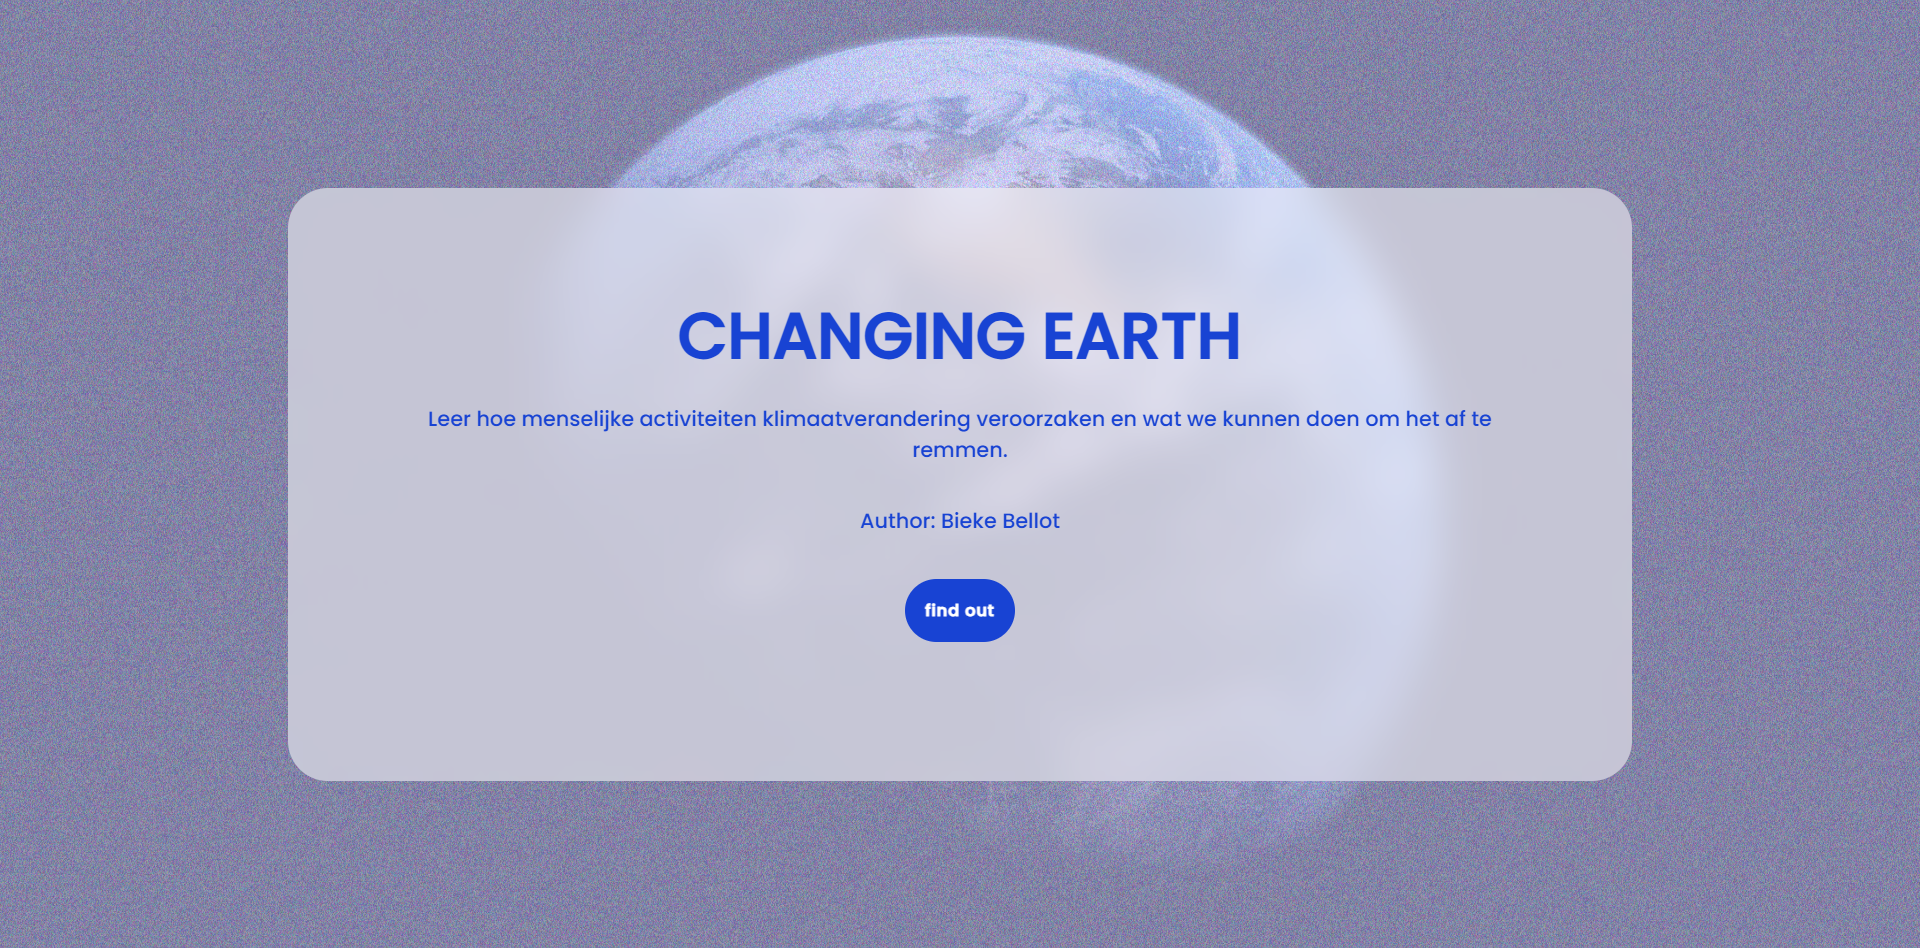 CHANGING EARTH
Leer hoe menselijke activiteiten klimaatverandering veroorzaken en wat we kunnen doen om het af te
remmen.
Author: Bieke Bellot
find out